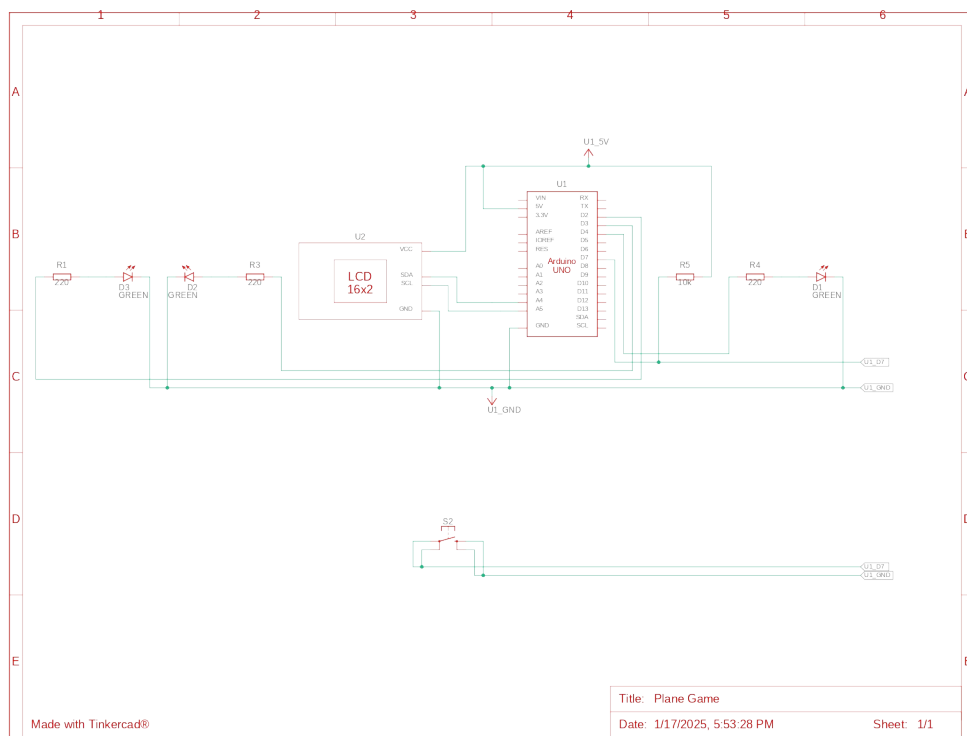 1 2 3 4 5 6
A A
U1_5V
U1
VIN RX
5V TX
3.3V D2
D3
AREF D4
IOREF D5
RES D6
D7
A0 D8
A1 D9
A2 D10
A3 D11
A4 D12
A5 D13
SDA
GND SCL
Arduino
UNO
B B
U2
VCC
LCD
16x2
SDA
SCL
GND
R1
220
D3
GREEN
D2
GREEN
R3
220
R5
10k
R4
220
D1
GREEN
U1_D7
C C
U1_GND
U1_GND
D D
S2
U1_D7
U1_GND
E E
Title: Plane Game
Made with Tinkercad®
Date: 1/17/2025, 5:53:28 PM Sheet: 1/1